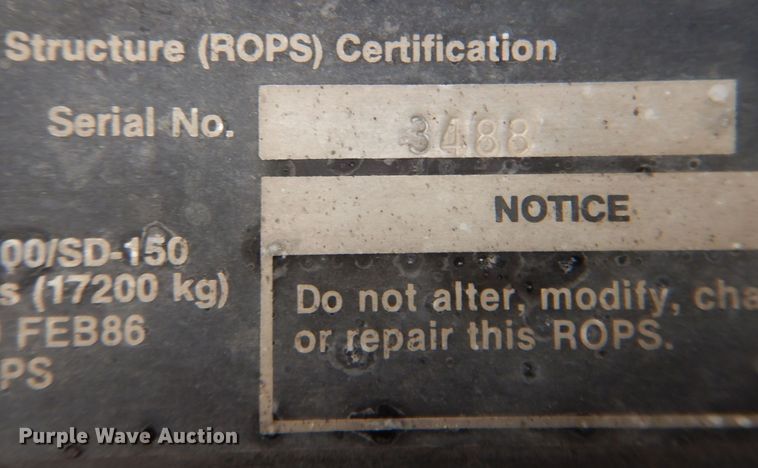 Structure (ROPS) Certification
Serial No. 3488
NOTICE
00/SD-150
s (17200 kg)
FEB86
PS
Do not alter, modify, cha
or repair this ROPS.
Purple Wave Auction